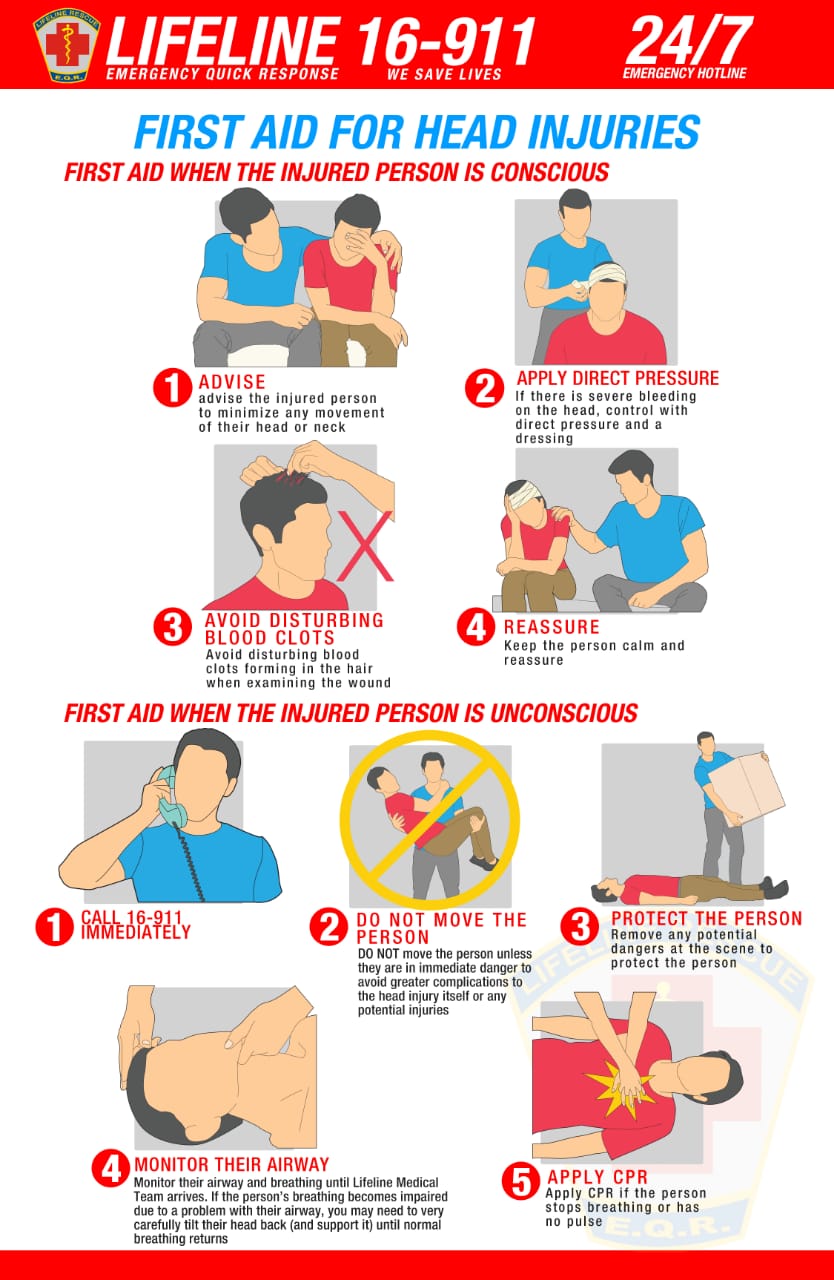 LIFELINE RESCUE
E.Q.R.
LIFELINE 16-911
EMERGENCY QUICK RESPONSE
WE SAVE LIVES
24/7
EMERGENCY HOTLINE
FIRST AID FOR HEAD INJURIES
FIRST AID WHEN THE INJURED PERSON IS CONSCIOUS
1 ADVISE
advise the injured person
to minimize any movement
of their head or neck
2 APPLY DIRECT PRESSURE
If there is severe bleeding
on the head, control with
direct pressure and a
dressing
X
3 AVOID DISTURBING
BLOOD CLOTS
Avoid disturbing blood
clots forming in the hair
when examining the wound
4 REASSURE
Keep the person calm and
reassure
FIRST AID WHEN THE INJURED PERSON IS UNCONSCIOUS
1 CALL 16-911
IMMEDIATELY
2 DO NOT MOVE THE
PERSON
DO NOT move the person unless
they are in immediate danger to
avoid greater complications to
the head injury itself or any
potential injuries
3 PROTECT THE PERSON
Remove any potential
dangers at the scene to
protect the person
4 MONITOR THEIR AIRWAY
Monitor their airway and breathing until Lifeline Medical
Team arrives. If the person's breathing becomes impaired
due to a problem with their airway, you may need to very
carefully tilt their head back (and support it) until normal
breathing returns
5 APPLY CPR
Apply CPR if the person
stops breathing or has
no pulse
LIFELINE RESCUE
E.Q.R.